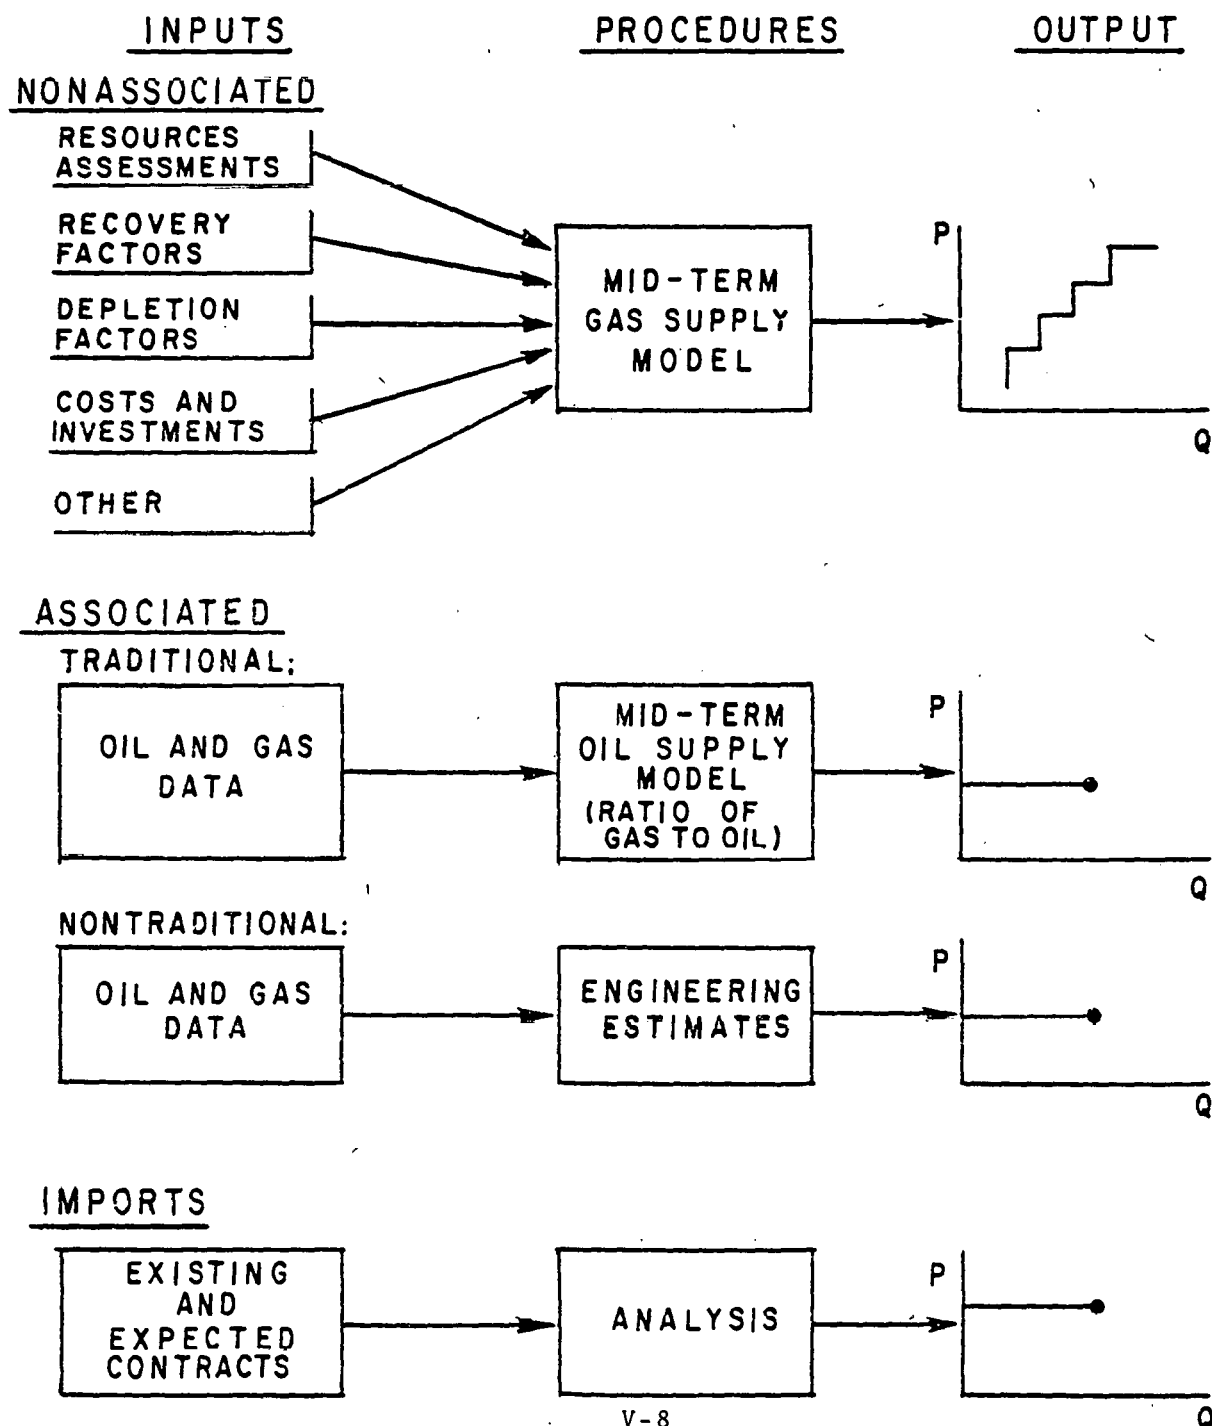 INPUTS
PROCEDURES
OUTPUT
NONASSOCIATED
RESOURCES
ASSESSMENTS
RECOVERY
FACTORS
DEPLETION
FACTORS
COSTS AND
INVESTMENTS
OTHER
MID-TERM
GAS SUPPLY
MODEL
P
Q
ASSOCIATED
TRADITIONAL:
OIL AND GAS
DATA
MID-TERM
OIL SUPPLY
MODEL
(RATIO OF
GAS TO OIL)
P
Q
NONTRADITIONAL:
OIL AND GAS
DATA
ENGINEERING
ESTIMATES
P
Q
IMPORTS
EXISTING
AND
EXPECTED
CONTRACTS
ANALYSIS
P
Q
V-8